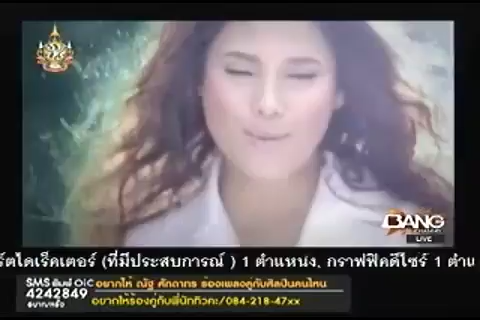 BANG
CHANNEL
LIVE
ร์ตไดเร็คเตอร์ (ที่มีประสบการณ์ ) 1 ตำแหน่ง, กราฟฟิคดีไซร์ 1 ตำแ
SMS พิมพ์ OIC อยากให้ ณัฐ ศักดาทร ร้องเพลงคู่กับศิลปินคนไหน
4242849 อยากให้ร้องคู่กับพี่นักทิวคะ/084-218-47xx